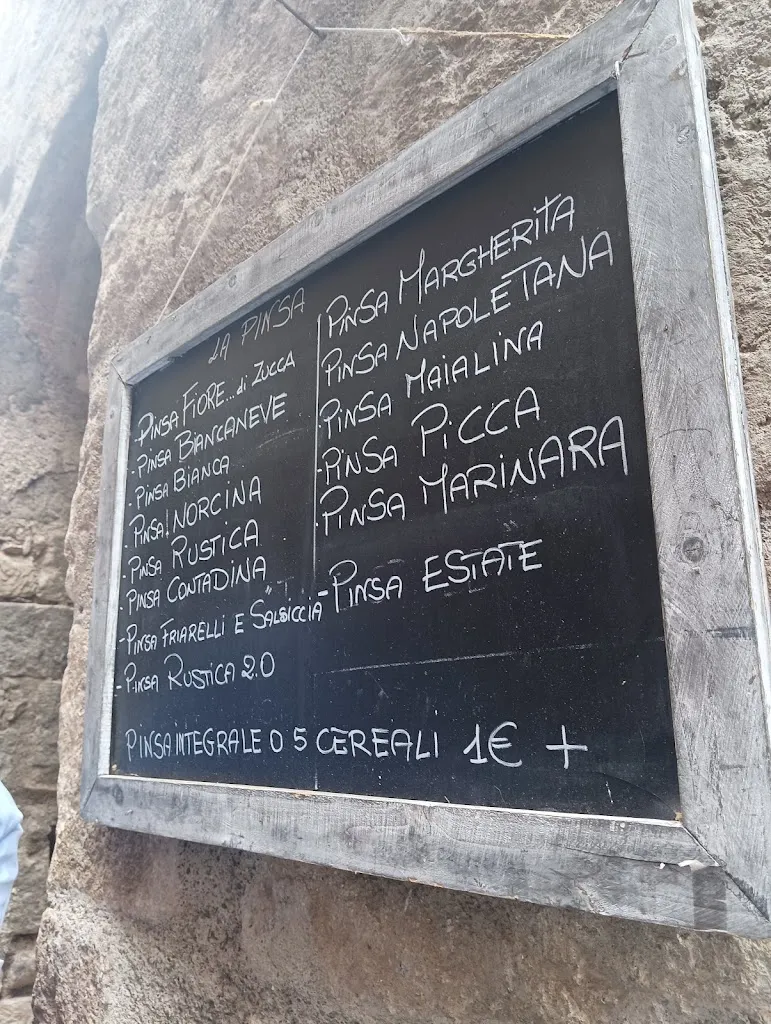 LA PINSA
- PINSA FIORE... di ZUCCA
- PINSA BIANCANEVE
- PINSA BIANCA
- PINSA NORCINA
- PINSA RUSTICA
- PINSA CONTADINA
- PINSA FRIARELLI E SALSICCIA
- PINSA RUSTICA 2.0
- PINSA MARGHERITA
- PINSA NAPOLETANA
- PINSA MAIALINA
- PINSA PICCA
- PINSA MARINARA
- PINSA ESTATE
PINSA INTEGRALE O 5 CEREALI 1€ +